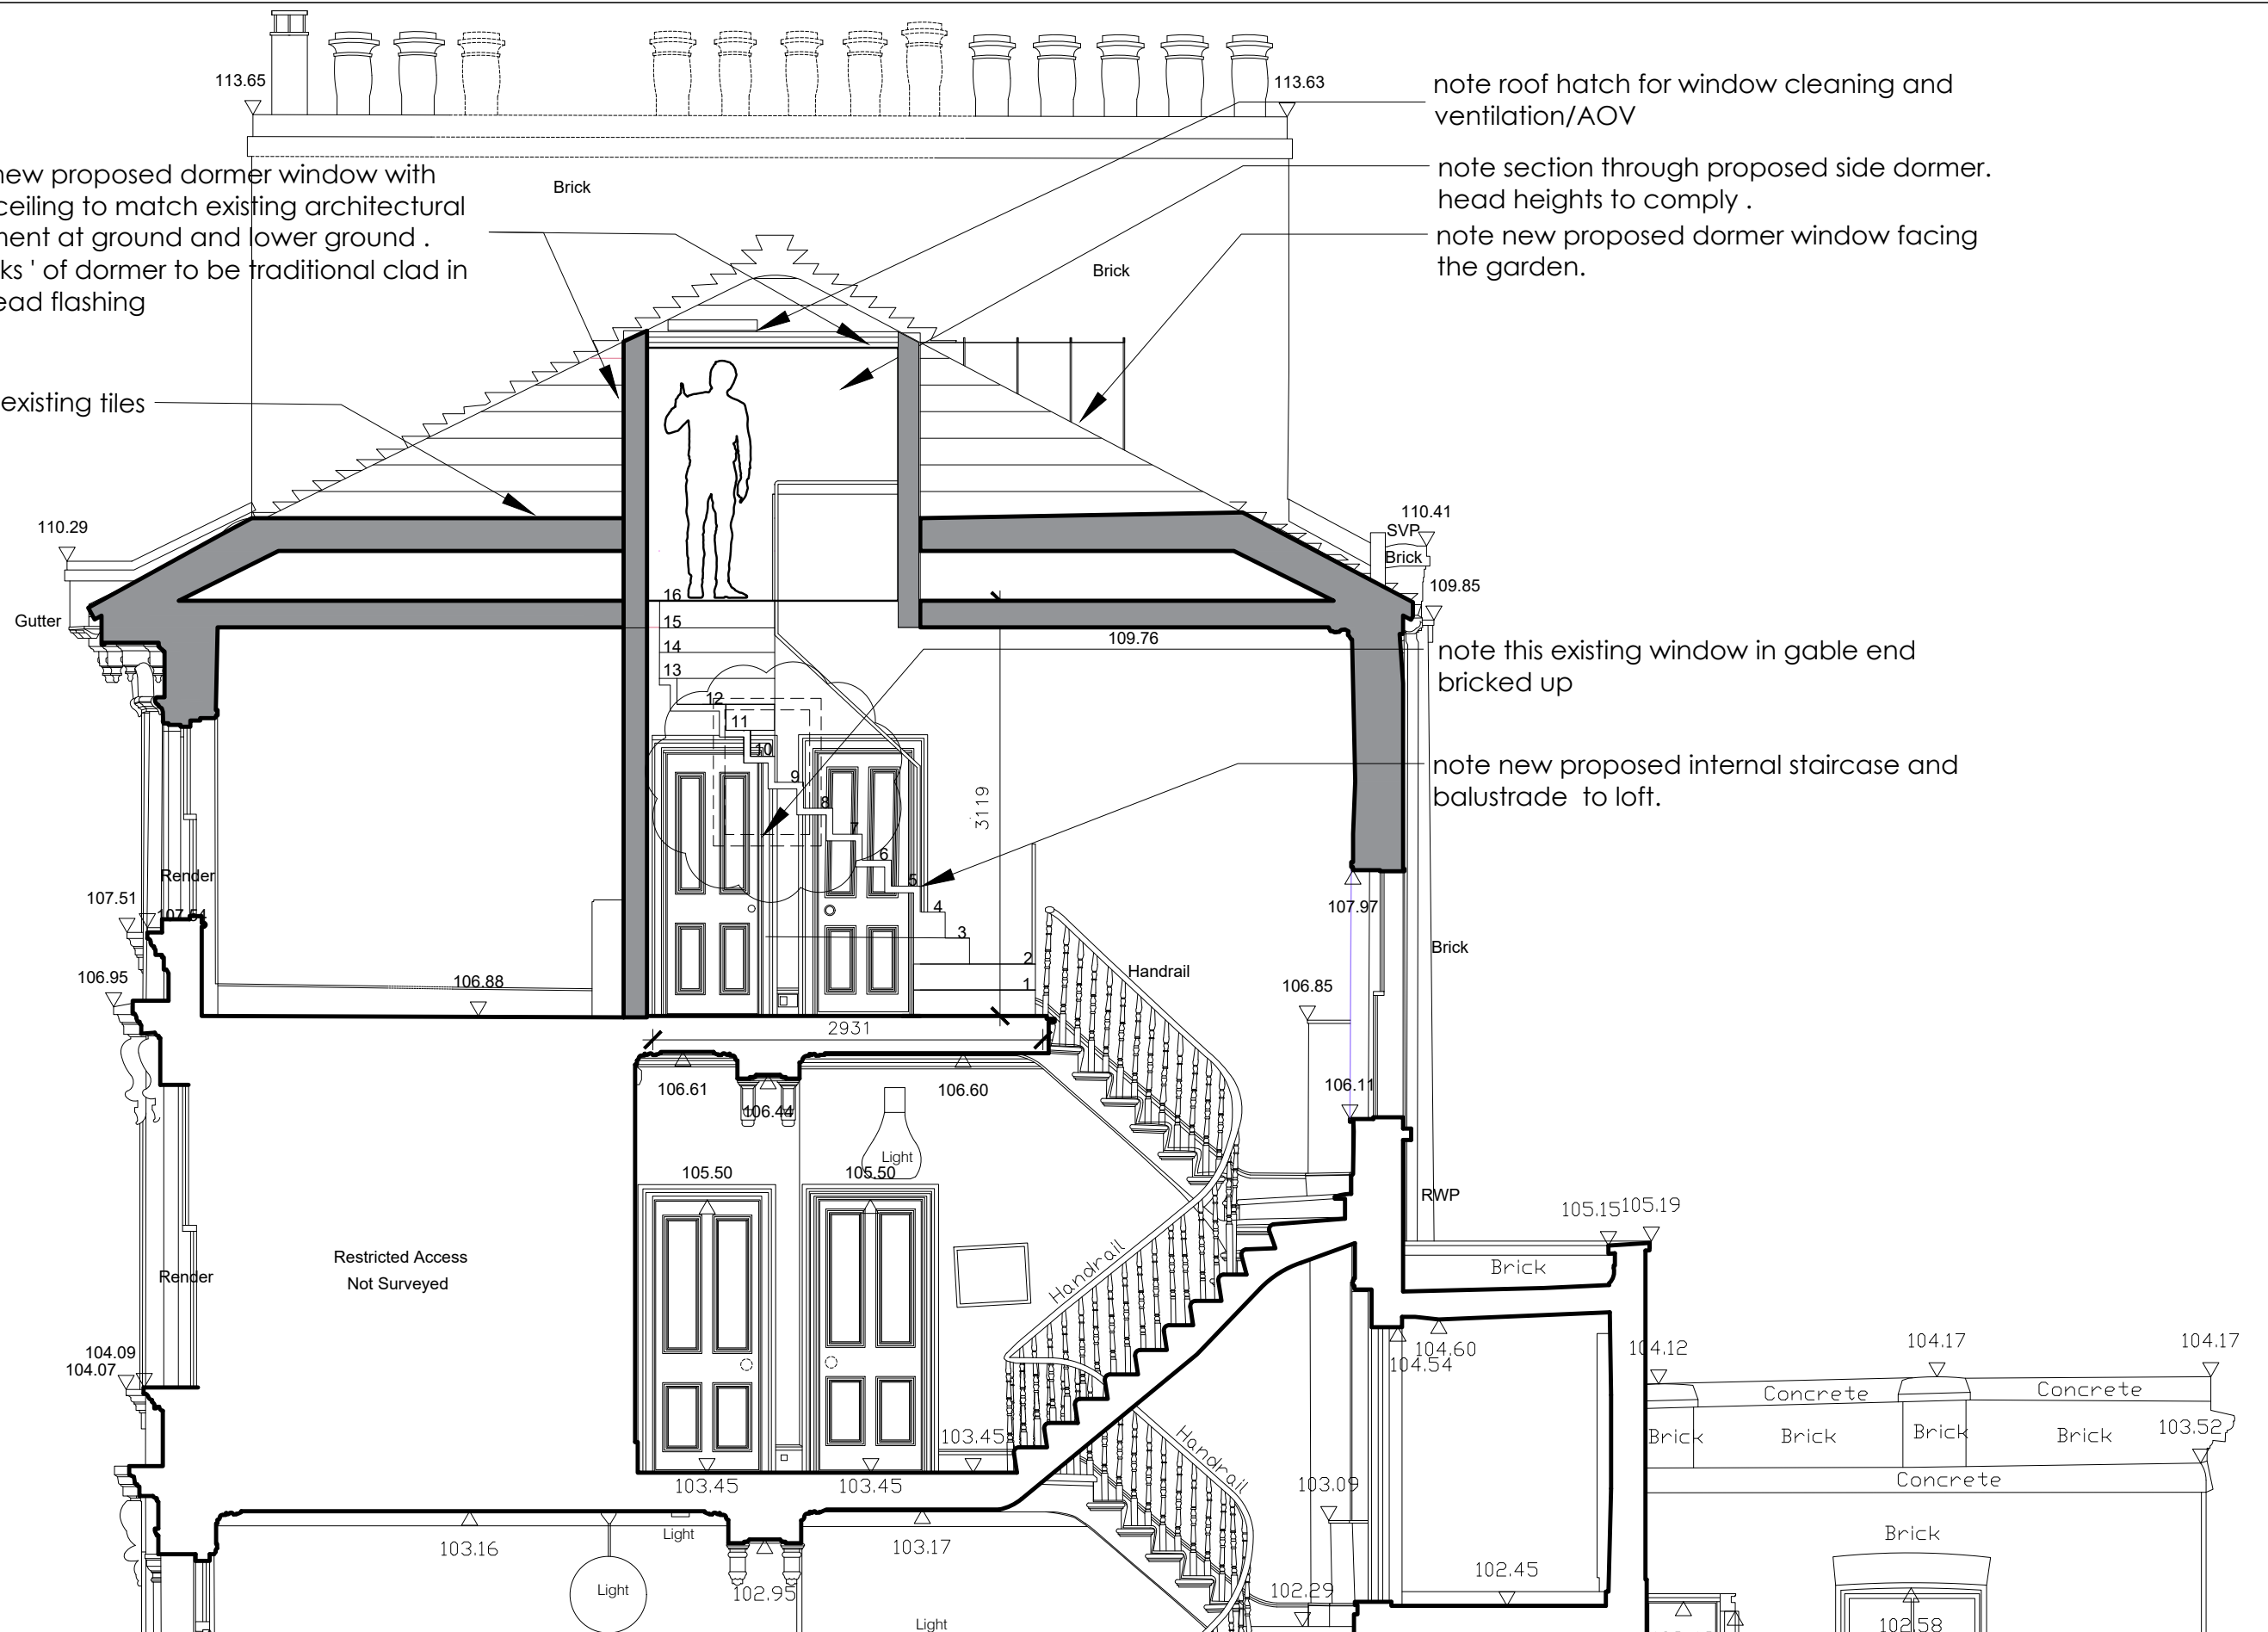 113.65
113.63
note roof hatch for window cleaning and
ventilation/AOV
new proposed dormer window with
ceiling to match existing architectural
at ground and lower ground .
' of dormer to be traditional clad in
flashing
Brick
note section through proposed side dormer.
head heights to comply .
note new proposed dormer window facing
the garden.
Brick
existing tiles
110.29
110.41
SVP
Brick
109.85
Gutter
109.76
16
15
14
13
12
11
10
9
8
7
6
5
4
3
2
1
note this existing window in gable end
bricked up
note new proposed internal staircase and
balustrade to loft.
3119
Render
107.51
107.97
Brick
106.95
106.88
Handrail
106.85
2931
106.61
106.44
106.60
106.11
Light
105.50
105.50
RWP
105.15
105.19
Restricted Access
Not Surveyed
Render
Handrail
Brick
104.09
104.07
104.60
104.54
104.12
104.17
104.17
Concrete
Concrete
Brick
Brick
Brick
Brick
103.52
Concrete
103.45
103.45
103.45
Handrail
103.09
103.16
Light
103.17
Light
102.95
Light
102.29
102.45
Brick
102.58